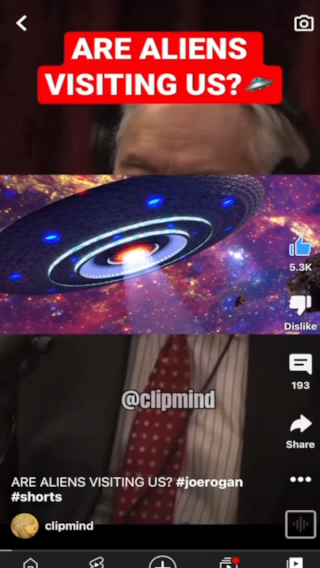 ARE ALIENS
VISITING US?🛸
5.3K
Dislike
193
@clipmind
Share
ARE ALIENS VISITING US? #joerogan
#shorts
clipmind